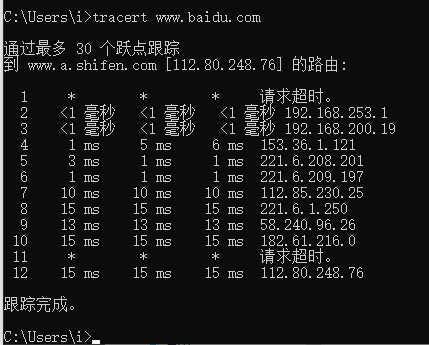 C:\Users\i>tracert www.baidu.com
通过最多 30 个跃点跟踪
到 www.a.shifen.com [112.80.248.76] 的路由:
1 * * * 请求超时。
2 <1 毫秒 <1 毫秒 <1 毫秒 192.168.253.1
3 <1 毫秒 <1 毫秒 <1 毫秒 192.168.200.19
4 1 ms 5 ms 6 ms 153.36.1.121
5 3 ms 1 ms 1 ms 221.6.208.201
6 1 ms 1 ms 1 ms 221.6.209.197
7 10 ms 10 ms 10 ms 112.85.230.25
8 15 ms 15 ms 15 ms 221.6.1.250
9 13 ms 13 ms 13 ms 58.240.96.26
10 15 ms 15 ms 15 ms 182.61.216.0
11 * * * 请求超时。
12 15 ms 15 ms 15 ms 112.80.248.76
跟踪完成。
C:\Users\i>